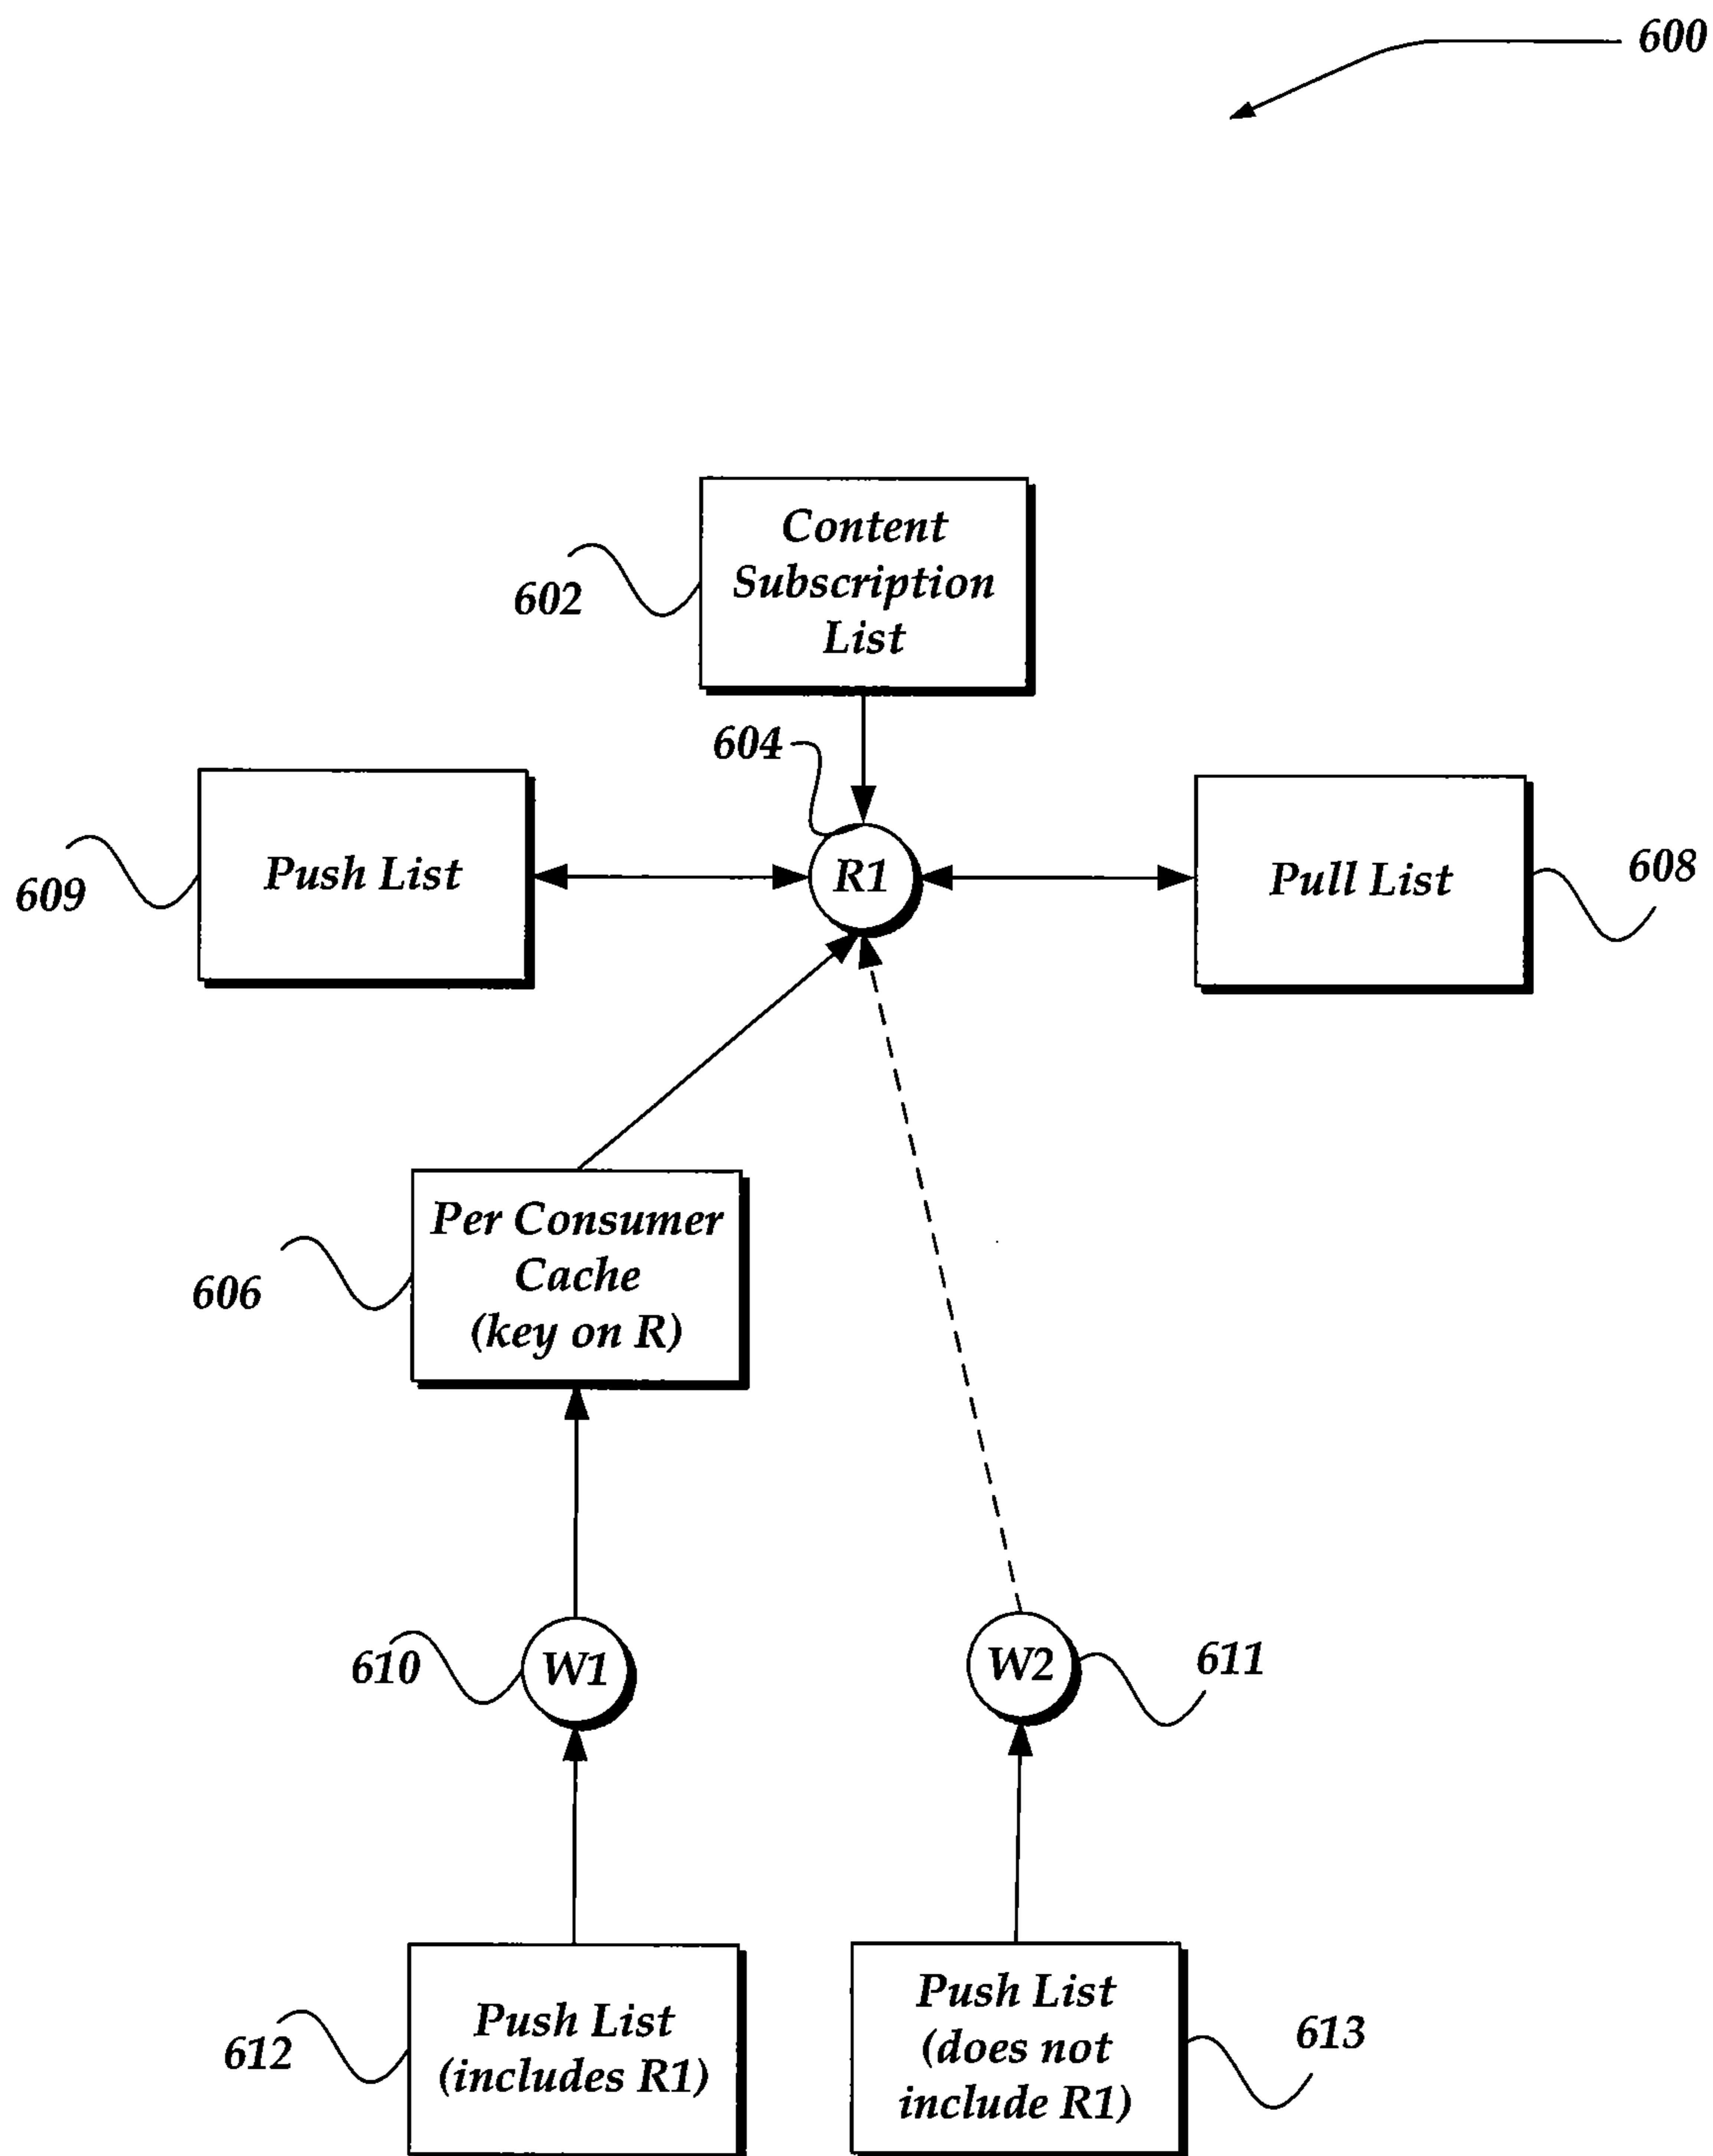 600
Content
Subscription
List
602
604
Push List
R1
Pull List
609
608
Per Consumer
Cache
(key on R)
606
W1
W2
610
611
Push List
(includes R1)
Push List
(does not
include R1)
612
613